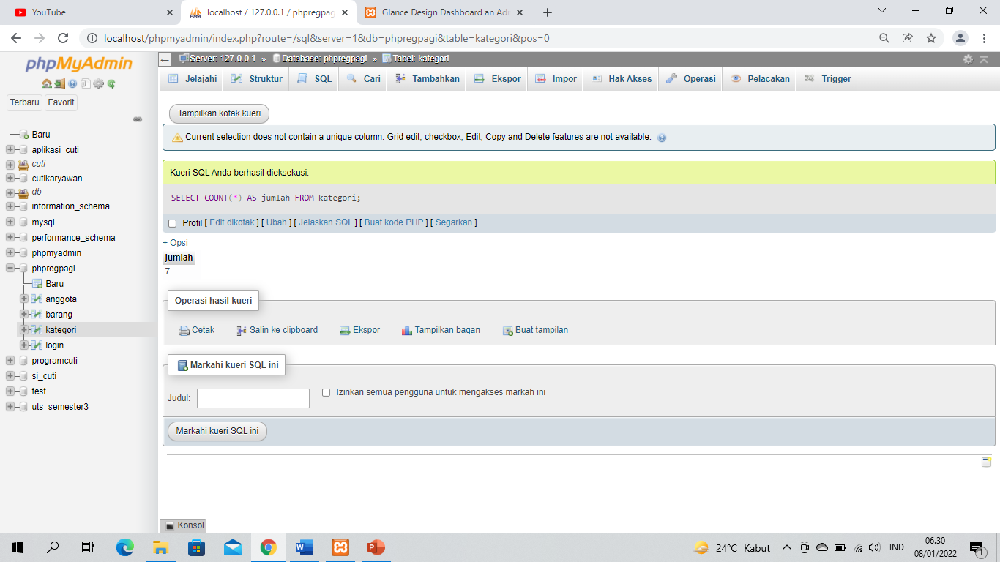 YouTube
localhost / 127.0.0.1 / phpregpag
Glance Design Dashboard an Adm
localhost/phpmyadmin/index.php?route=/sql&server=1&db=phpregpagi&table=kategori&pos=0
phpMyAdmin
Terbaru Favorit
Baru
aplikasi_cuti
cuti
cutikaryawan
db
information_schema
mysql
performance_schema
phpmyadmin
phpregpagi
Baru
anggota
barang
kategori
login
programcuti
si_cuti
test
uts_semester3
Server: 127.0.0.1 » Database: phpregpagi » Tabel: kategori
Jelajahi Struktur SQL Cari Tambahkan Ekspor Impor Hak Akses Operasi Pelacakan Trigger
Tampilkan kotak kueri
Current selection does not contain a unique column. Grid edit, checkbox, Edit, Copy and Delete features are not available.
Kueri SQL Anda berhasil dieksekusi.
SELECT COUNT(*) AS jumlah FROM kategori;
Profil [ Edit dikotak ] [ Ubah ] [ Jelaskan SQL ] [ Buat kode PHP ] [ Segarkan ]
+ Opsi
jumlah
7
Operasi hasil kueri
Cetak Salin ke clipboard Ekspor Tampilkan bagan Buat tampilan
Markahi kueri SQL ini
Judul: Izinkan semua pengguna untuk mengakses markah ini
Markahi kueri SQL ini
Konsol
24°C Kabut
IND
06.30
08/01/2022
1